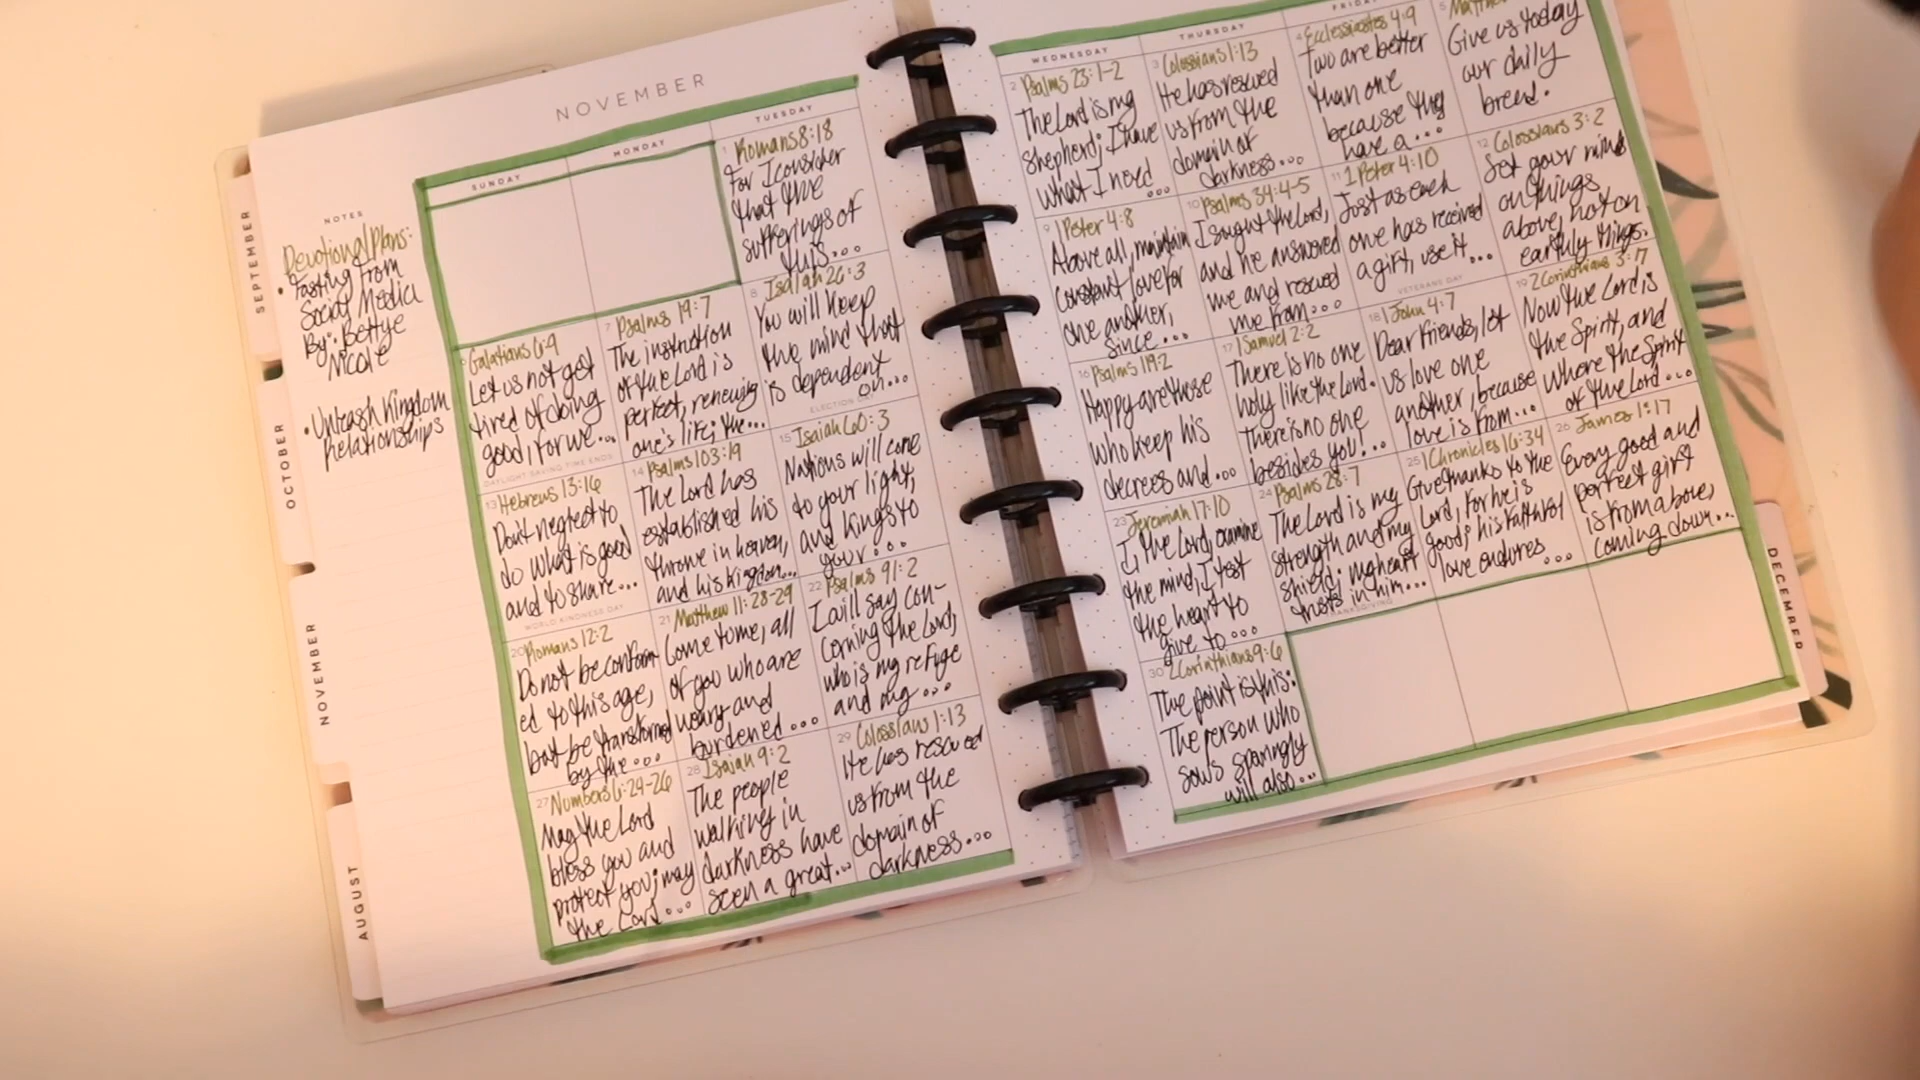 NOVEMBER
NOTES
Devotional Plans:
• Fasting From
Social Media
By: Bettye
Nicole
• Unleash Kingdom
Relationships
SEPTEMBER
OCTOBER
NOVEMBER
AUGUST
DECEMBER
SUNDAY
MONDAY
TUESDAY
WEDNESDAY
THURSDAY
1 Romans 8:18
For I consider
that the
sufferings of
this...
2 Psalms 23:1-2
The Lord is my
Shepherd; I have
what I need...
3 Colossians 1:13
He has rescued
us from the
domain of
darkness...
4 Ecclesiastes 4:9
Two are better
than one
because they
have a...
5
Give us today
our daily
bread.
6 Galatians 6:9
Let us not get
tired of doing
good, for we...
DAYLIGHT SAVING TIME ENDS
7 Psalms 19:7
The instruction
of the Lord is
perfect, renewing
one's life; the...
8 Isaiah 26:3
You will keep
the mind that
is dependent
on...
ELECTION DAY
9 1 Peter 4:8
Above all, maintain
constant love for
one another,
since...
10 Psalms 34:4-5
I sought the Lord,
and he answered
me and rescued
me from...
11 1 Peter 4:10
Just as each
one has received
a gift, use it...
VETERANS DAY
12 Colossians 3:2
Set your minds
on things
above, not on
earthly things.
13 Hebrews 13:16
Don't neglect to
do what is good
and to share...
WORLD KINDNESS DAY
14 Psalms 103:19
The Lord has
established his
throne in heaven,
and his kingdom...
15 Isaiah 60:3
Nations will come
to your light,
and kings to
your...
16 Psalms 119:2
Happy are those
who keep his
decrees and...
17 1 Samuel 2:2
There is no one
holy like the Lord.
There is no one
besides you!...
18 1 John 4:7
Dear friends, let
us love one
another, because
love is from...
19 2 Corinthians 3:17
Now the Lord is
the Spirit, and
where the Spirit
of the Lord...
20 Romans 12:2
Do not be conform-
ed to this age,
but be transformed
by the...
21 Matthew 11:28-29
Come to me, all
of you who are
weary and
burdened...
22 Psalms 91:2
I will say con-
cerning the Lord,
who is my refuge
and my...
23 Jeremiah 17:10
I, the Lord, examine
the mind, I test
the heart to
give to...
24 Psalms 28:7
The Lord is my
strength and my
shield; my heart
trusts in him...
THANKSGIVING
25 1 Chronicles 16:34
Give thanks to the
Lord, for he is
good; his faithful
love endures...
26 James 1:17
Every good and
perfect gift
is from above,
coming down...
27 Numbers 6:24-26
May the Lord
bless you and
protect you; may
the Lord...
28 Isaiah 9:2
The people
walking in
darkness have
seen a great...
29 Colossians 1:13
He has rescued
us from the
domain of
darkness...
30 2 Corinthians 9:6
The point is this:
The person who
sows sparingly
will also...